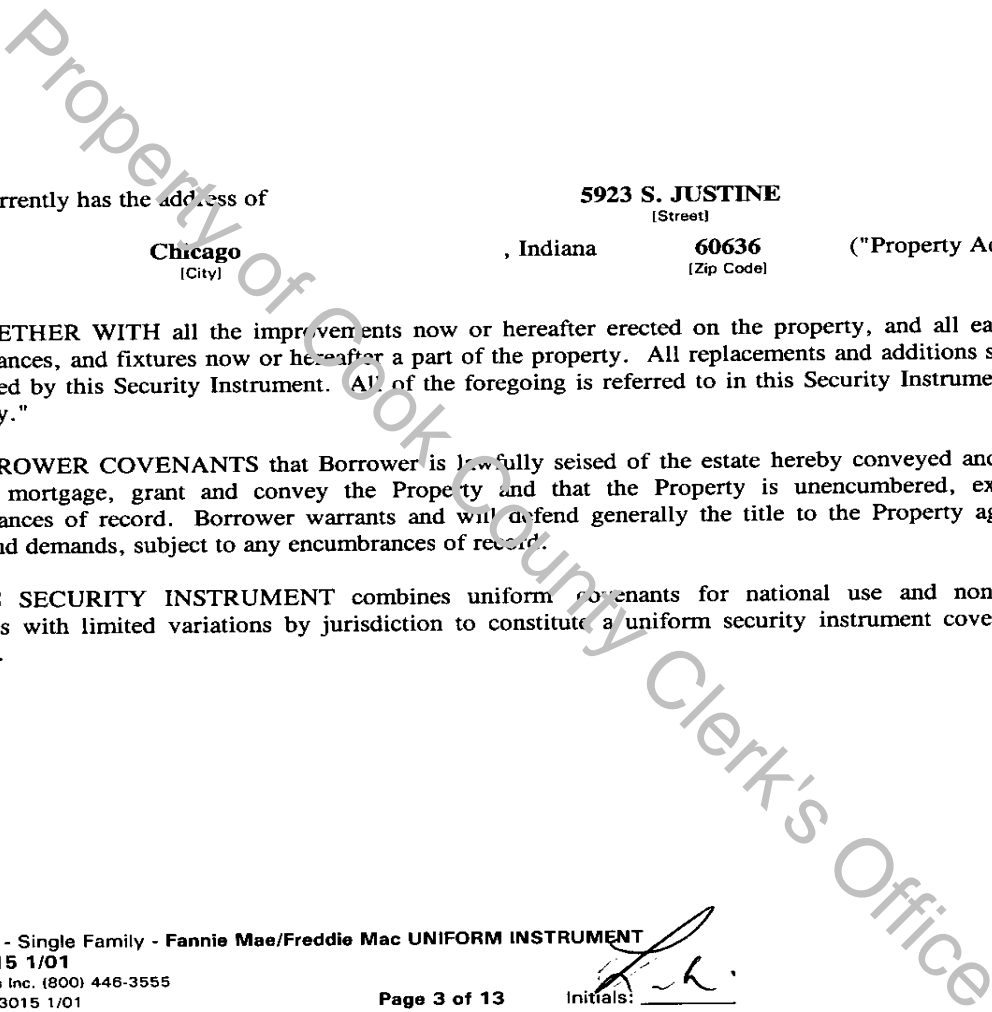 Property of Cook County Clerk's Office
rrently has the address of 5923 S. JUSTINE
[Street]
Chicago , Indiana 60636 ("Property Ad
[City] [Zip Code]
ETHER WITH all the improvements now or hereafter erected on the property, and all ea
ances, and fixtures now or hereafter a part of the property. All replacements and additions s
ed by this Security Instrument. All of the foregoing is referred to in this Security Instrume
y."
ROWER COVENANTS that Borrower is lawfully seised of the estate hereby conveyed and
mortgage, grant and convey the Property and that the Property is unencumbered, ex
ances of record. Borrower warrants and will defend generally the title to the Property ag
nd demands, subject to any encumbrances of record.
SECURITY INSTRUMENT combines uniform covenants for national use and non
s with limited variations by jurisdiction to constitute a uniform security instrument cove
.
- Single Family - Fannie Mae/Freddie Mac UNIFORM INSTRUMENT
15 1/01
Inc. (800) 446-3555
3015 1/01 Page 3 of 13 Initials: